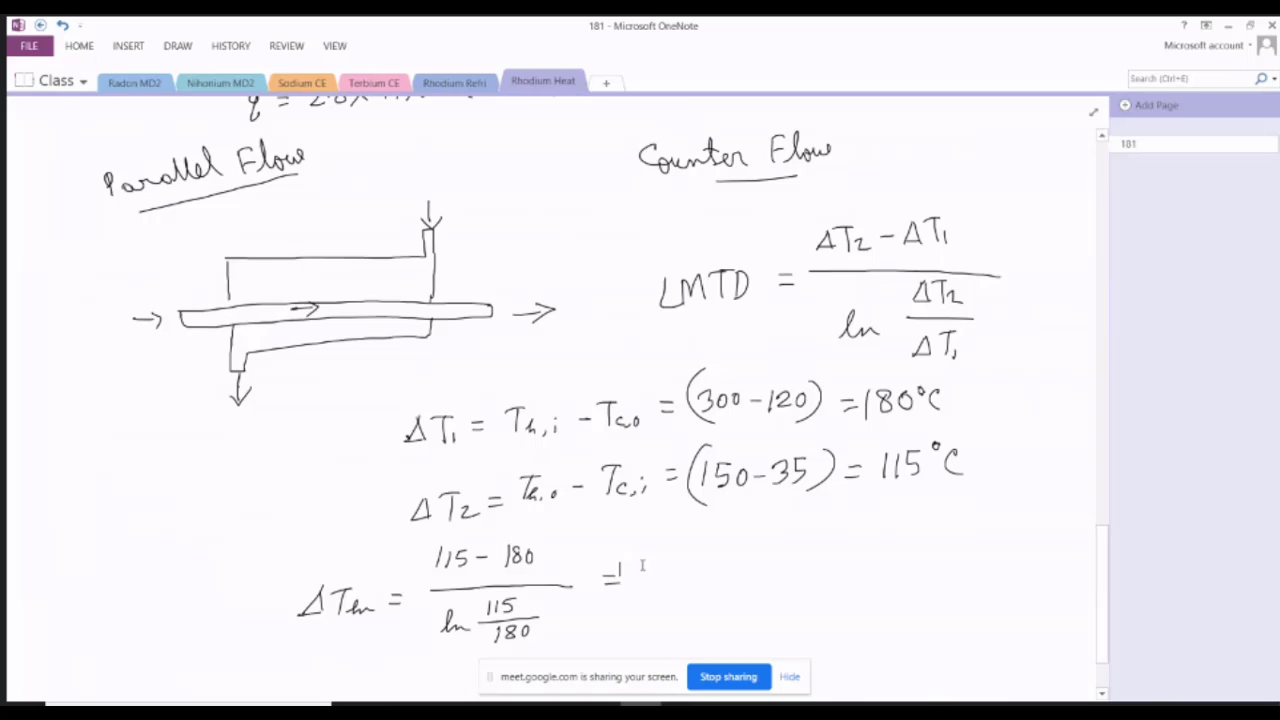 181 - Microsoft OneNote
FILE HOME INSERT DRAW HISTORY REVIEW VIEW
Microsoft account
Class Radon MD2 Nihonium MD2 Sodium CE Terbium CE Rhodium Refri Rhodium Heat +
Search (Ctrl+E)
Add Page
181
q =
Parallel Flow
Counter Flow
LMTD = ΔT2 - ΔT1 / ln ΔT2 / ΔT1
ΔT1 = Th,i - Tc,o = (300 - 120) = 180°C
ΔT2 = Th,o - Tc,i = (150 - 35) = 115°C
ΔTlm = 115 - 180 / ln 115 / 180 =
meet.google.com is sharing your screen. Stop sharing Hide